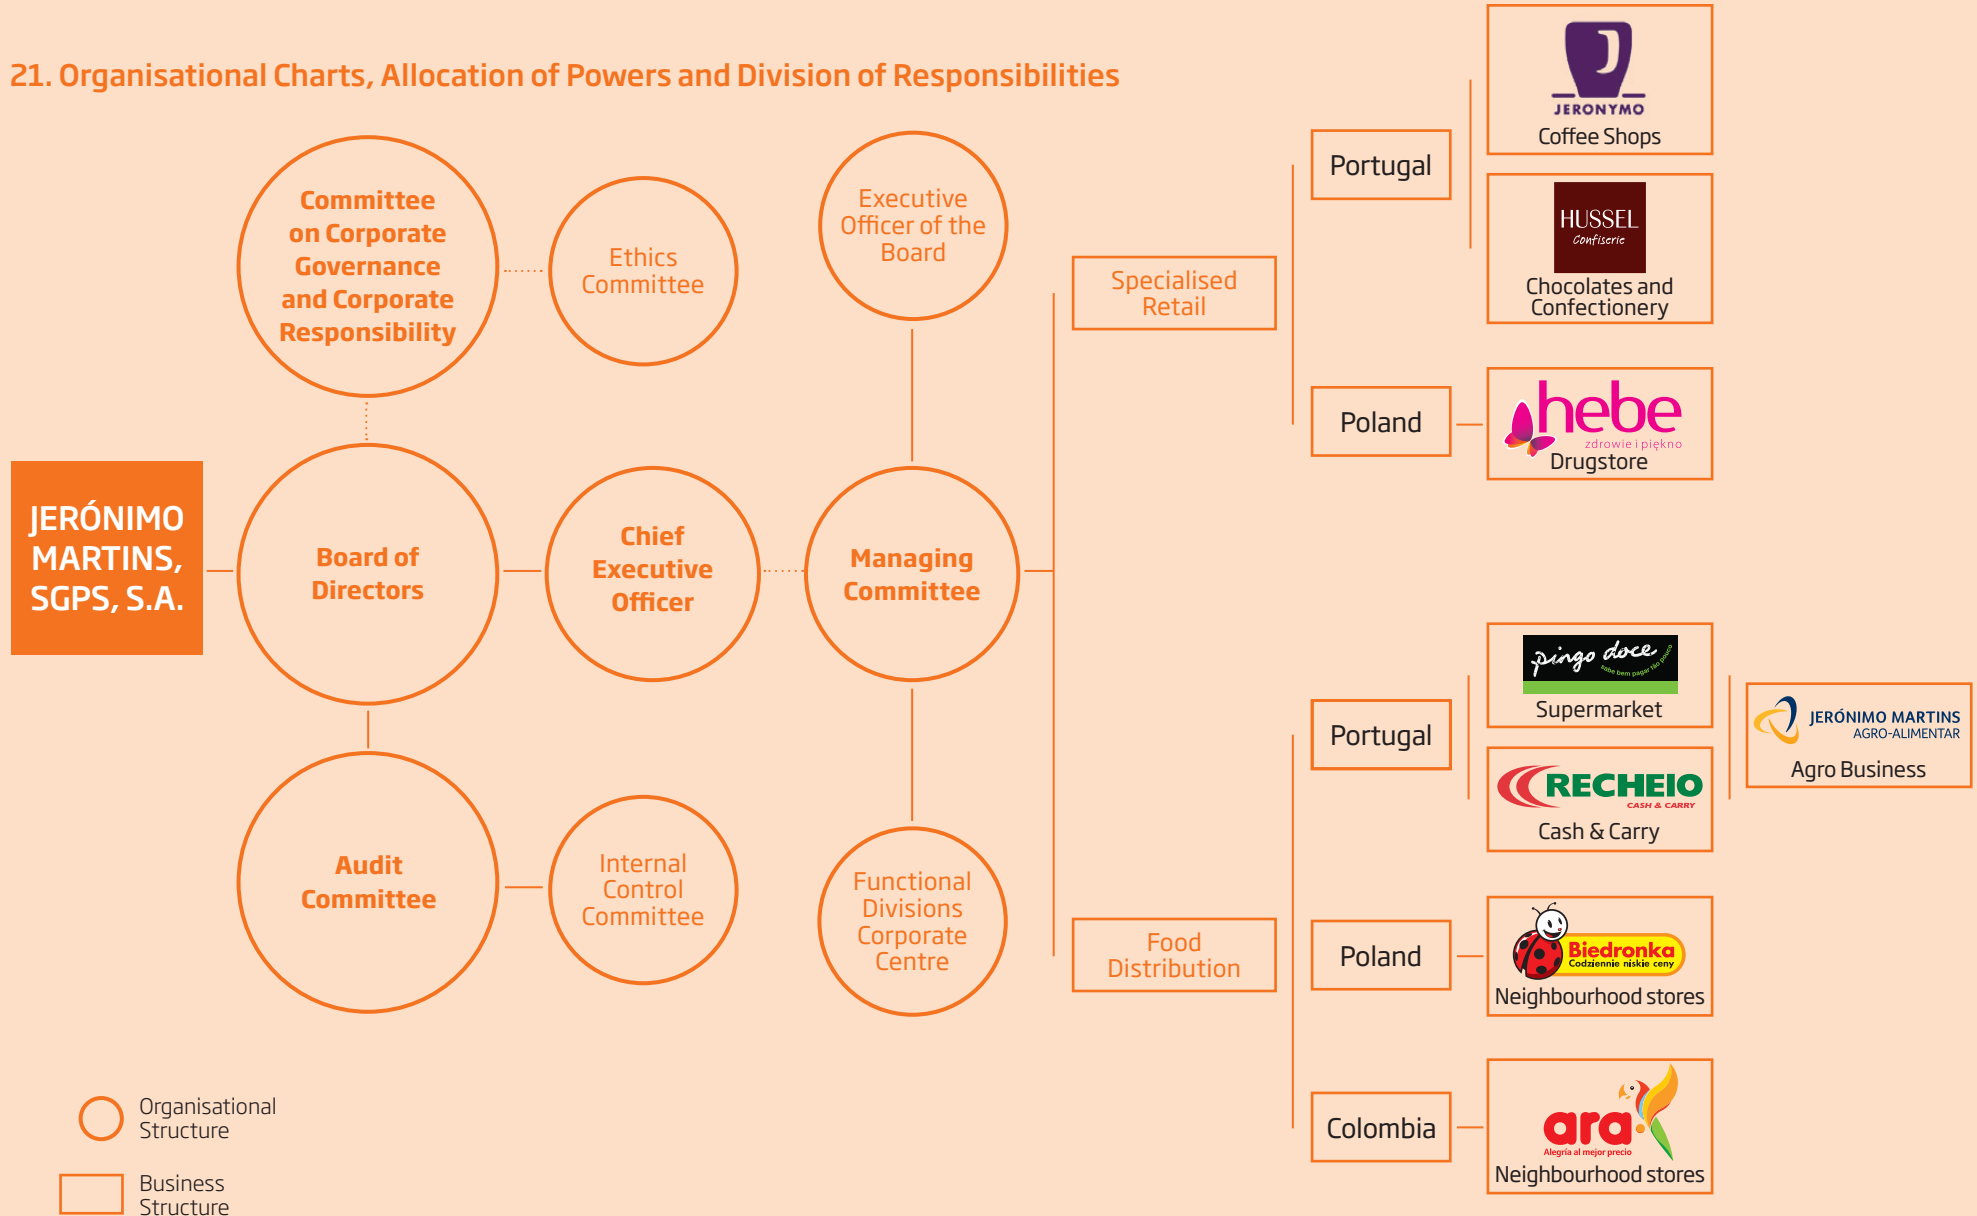 21. Organisational Charts, Allocation of Powers and Division of Responsibilities
JERÓNIMO
MARTINS,
SGPS, S.A.
Committee
on Corporate
Governance
and Corporate
Responsibility
Ethics
Committee
Board of
Directors
Chief
Executive
Officer
Audit
Committee
Internal
Control
Committee
Executive
Officer of the
Board
Managing
Committee
Functional
Divisions
Corporate
Centre
Specialised
Retail
Portugal
J
JERONYMO
Coffee Shops
HUSSEL
Confiserie
Chocolates and
Confectionery
Poland
hebe
zdrowie i piękno
Drugstore
Food
Distribution
Portugal
pingo doce
sabe bem pagar tão pouco
Supermarket
RECHEIO
CASH & CARRY
Cash & Carry
JERÓNIMO MARTINS
AGRO-ALIMENTAR
Agro Business
Poland
Biedronka
Codziennie niskie ceny
Neighbourhood stores
Colombia
ara
Alegría al mejor precio
Neighbourhood stores
Organisational
Structure
Business
Structure